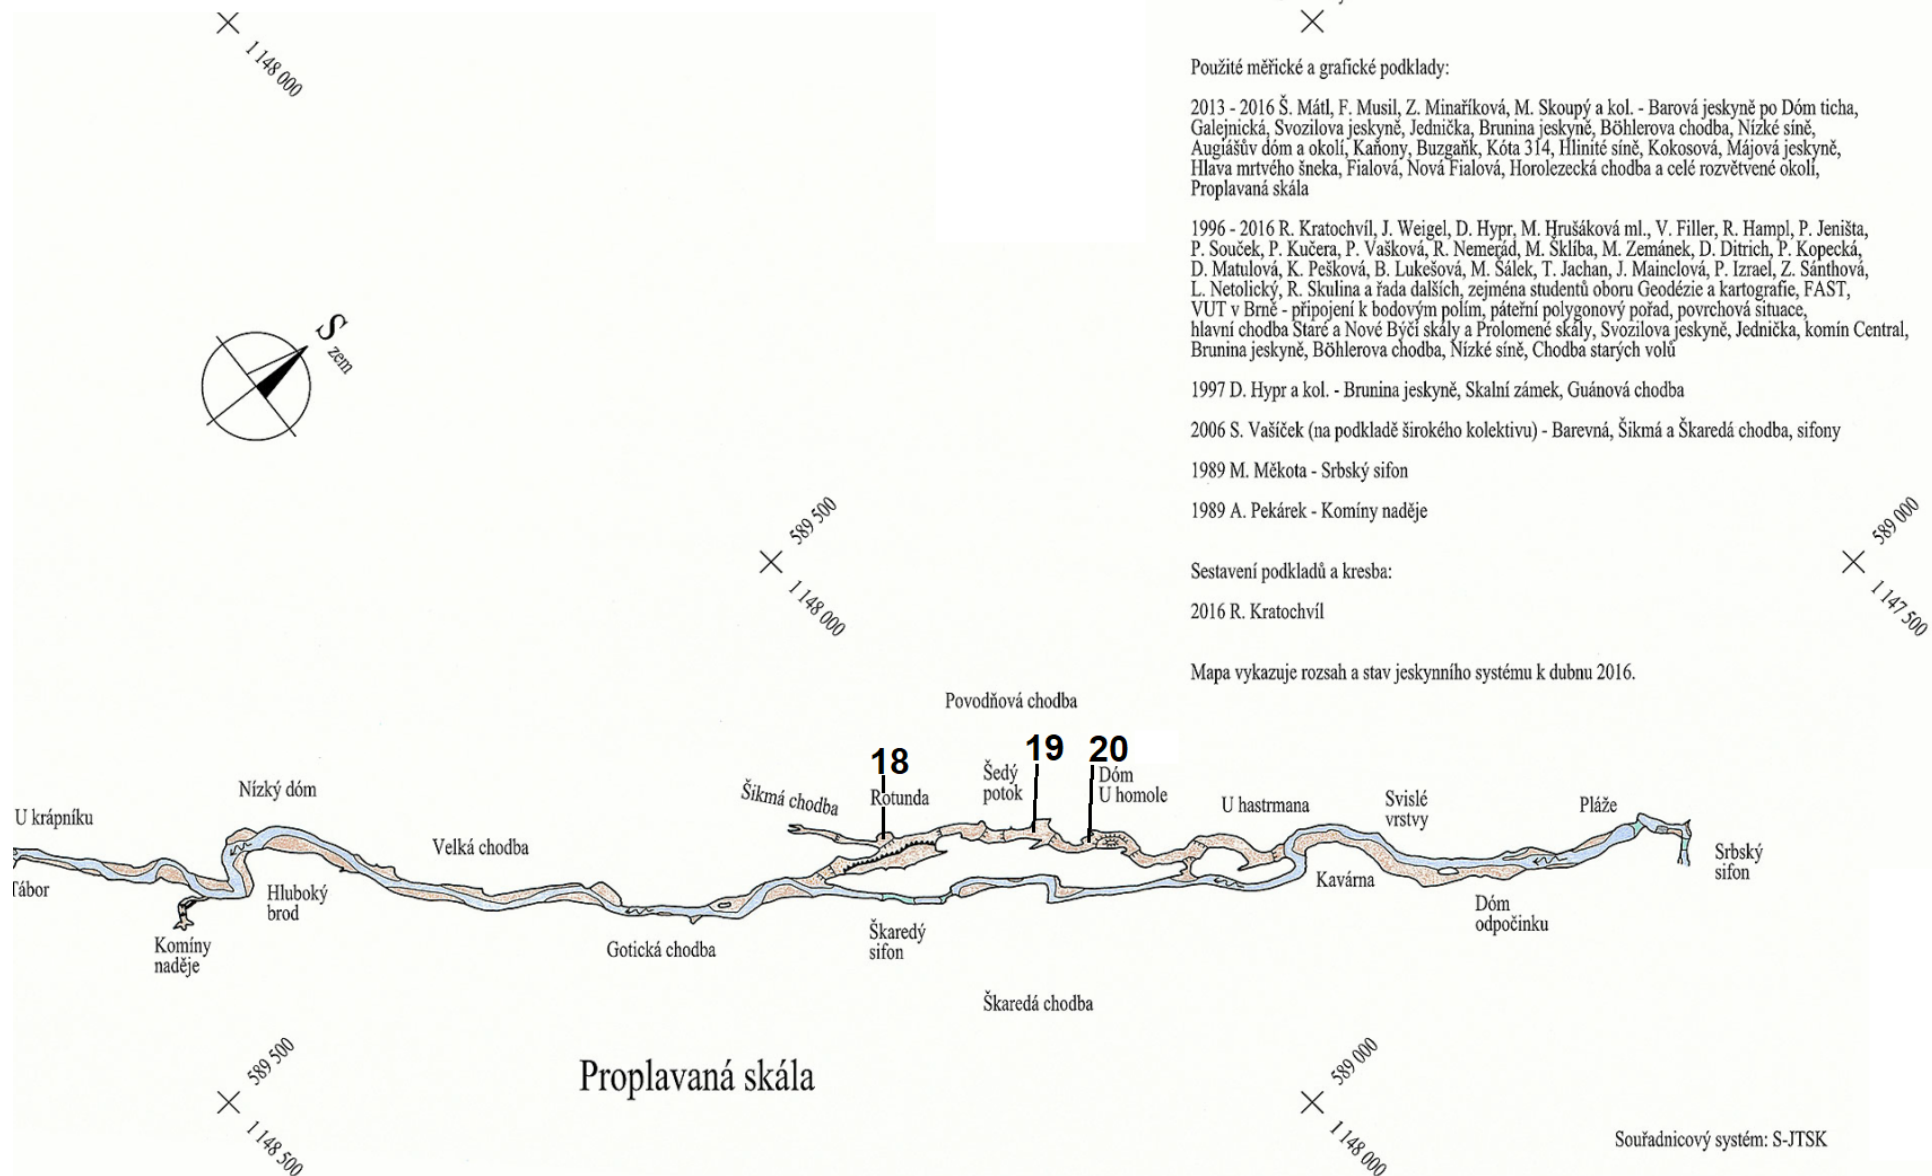 1 148 000
Použité měřické a grafické podklady:
2013 - 2016 Š. Mátl, F. Musil, Z. Minaříková, M. Skoupý a kol. - Barová jeskyně po Dóm ticha,
Galejnická, Svozilova jeskyně, Jednička, Brunina jeskyně, Böhlerova chodba, Nízké síně,
Augiášův dóm a okolí, Kaňony, Buzgaňk, Kóta 314, Hlinité síně, Kokosová, Májová jeskyně,
Hlava mrtvého šneka, Fialová, Nová Fialová, Horolezecká chodba a celé rozvětvené okolí,
Proplavaná skála
1996 - 2016 R. Kratochvíl, J. Weigel, D. Hypr, M. Hrušáková ml., V. Filler, R. Hampl, P. Jeništa,
P. Souček, P. Kučera, P. Vašková, R. Nemerád, M. Šklíba, M. Zemánek, D. Ditrich, P. Kopecká,
D. Matulová, K. Pešková, B. Lukešová, M. Šálek, T. Jachan, J. Mainclová, P. Izrael, Z. Sánthová,
L. Netolický, R. Skulina a řada dalších, zejména studentů oboru Geodézie a kartografie, FAST,
VUT v Brně - připojení k bodovým polím, páteřní polygonový pořad, povrchová situace,
hlavní chodba Staré a Nové Býčí skály a Prolomené skály, Svozilova jeskyně, Jednička, komín Central,
Brunina jeskyně, Böhlerova chodba, Nízké síně, Chodba starých volů
1997 D. Hypr a kol. - Brunina jeskyně, Skalní zámek, Guánová chodba
2006 S. Vašíček (na podkladě širokého kolektivu) - Barevná, Šikmá a Škaredá chodba, sifony
1989 M. Měkota - Srbský sifon
1989 A. Pekárek - Komíny naděje
Sestavení podkladů a kresba:
2016 R. Kratochvíl
Mapa vykazuje rozsah a stav jeskynního systému k dubnu 2016.
S
zem
589 500
1 148 000
589 000
1 147 500
Povodňová chodba
18
19
20
Nízký dóm
Šikmá chodba
Rotunda
Šedý
potok
Dóm
U homole
U hastrmana
Svislé
vrstvy
Pláže
U krápníku
Velká chodba
Srbský
sifon
Tábor
Hluboký
brod
Kavárna
Dóm
odpočinku
Komíny
naděje
Gotická chodba
Škaredý
sifon
Škaredá chodba
Proplavaná skála
589 500
1 148 500
589 000
1 148 000
Souřadnicový systém: S-JTSK